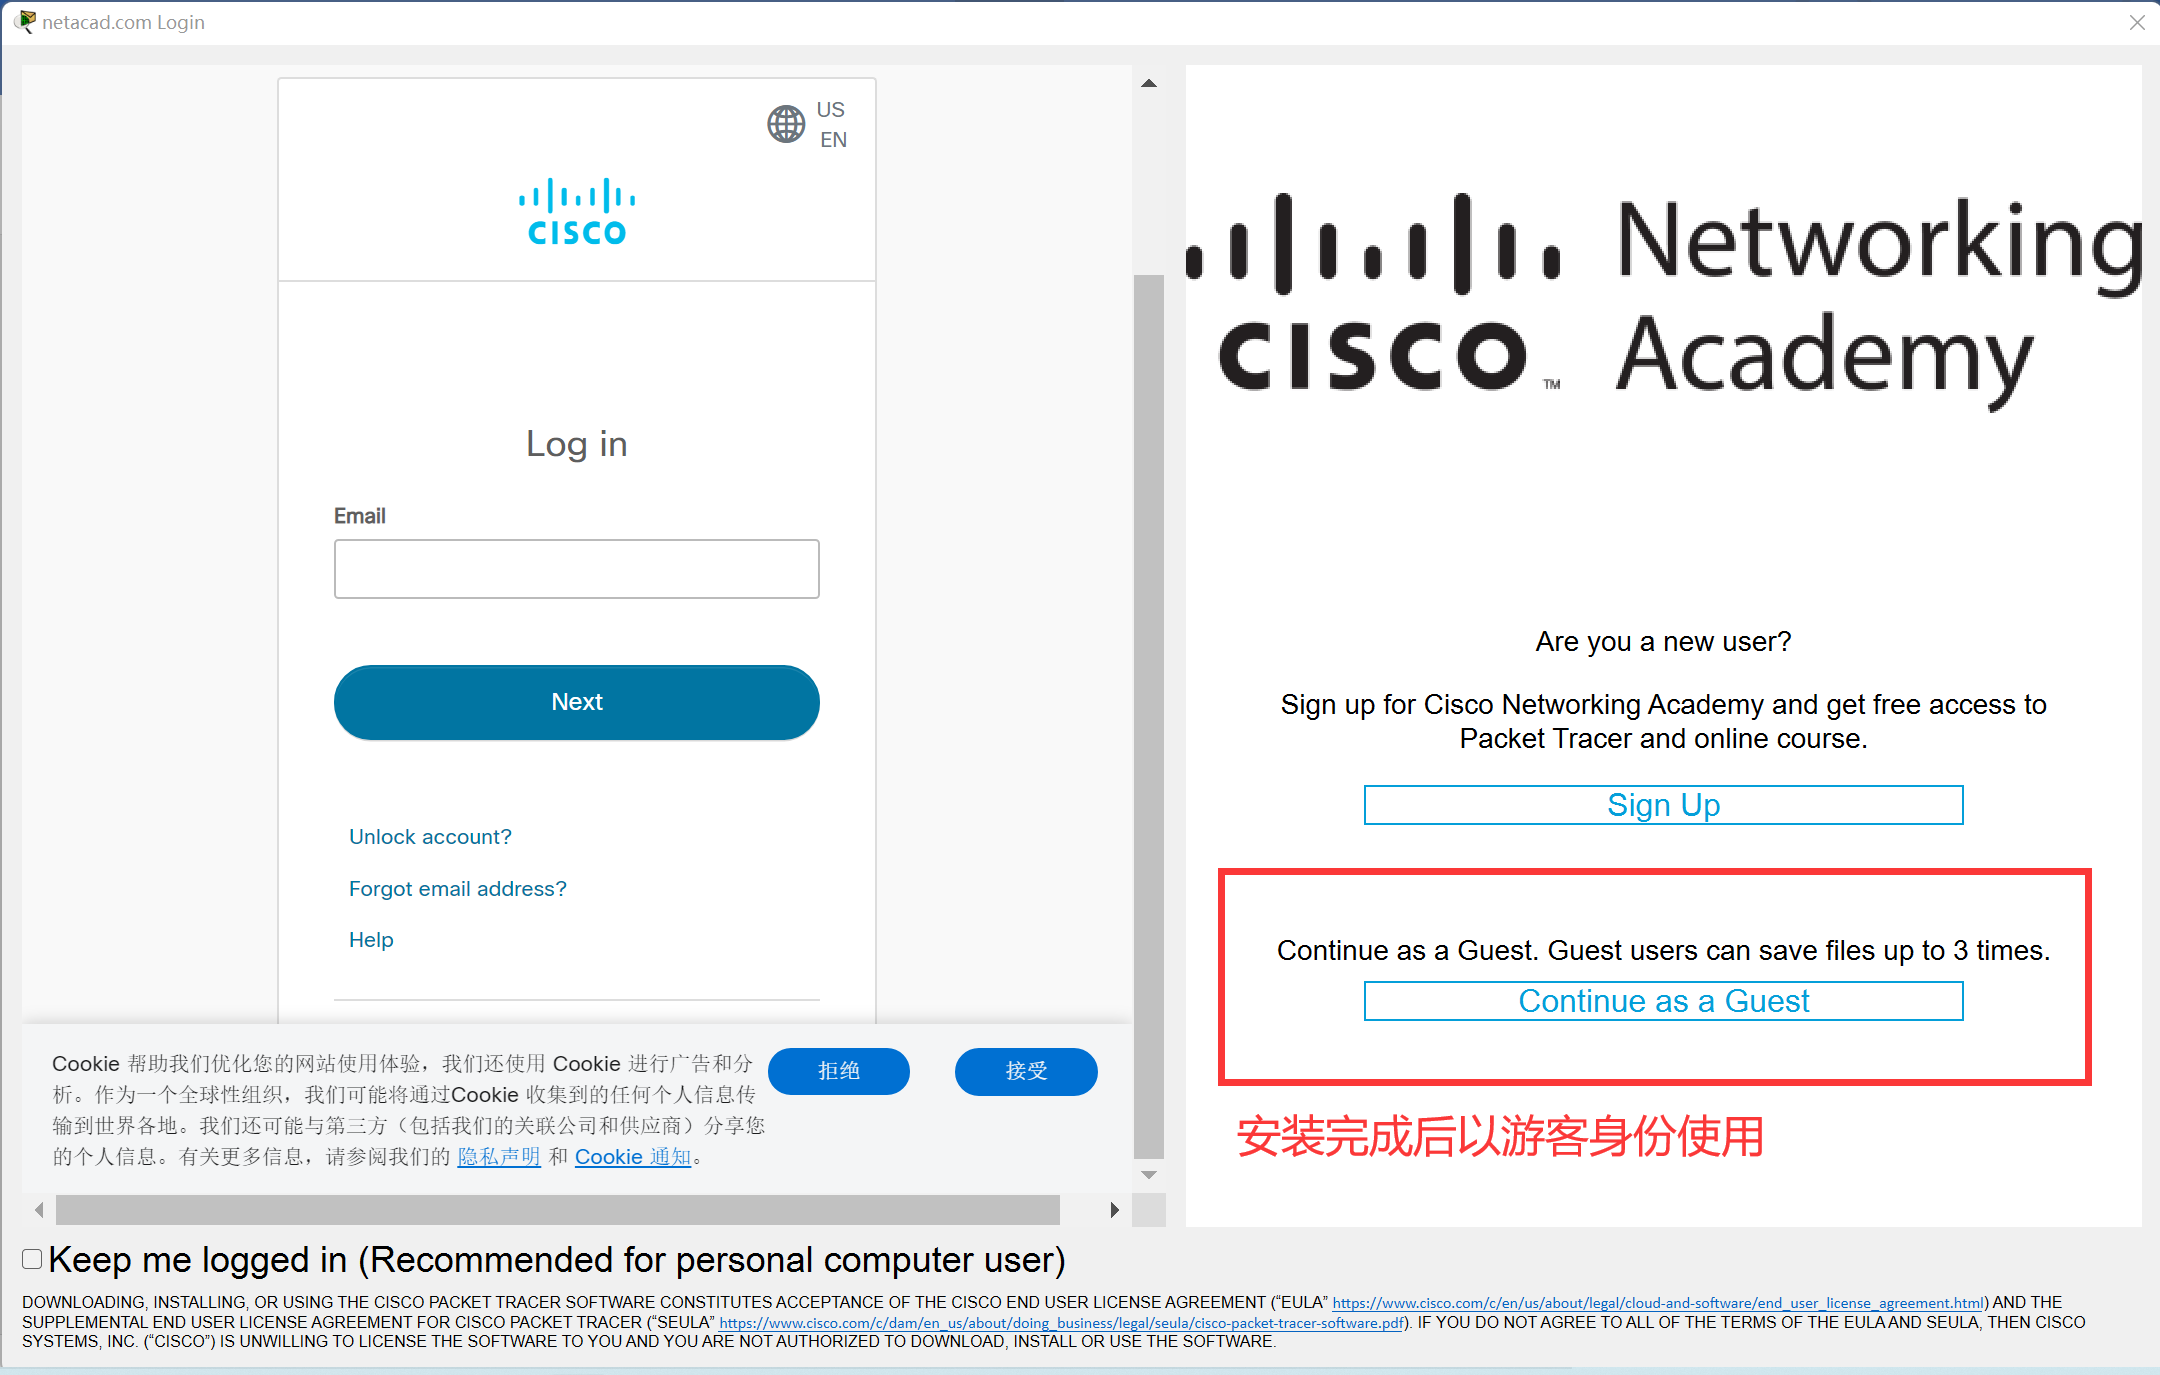 netacad.com Login
US
EN
CISCO
Log in
Email
Next
Unlock account?
Forgot email address?
Help
Cookie 帮助我们优化您的网站使用体验，我们还使用 Cookie 进行广告和分
析。作为一个全球性组织，我们可能将通过Cookie 收集到的任何个人信息传
输到世界各地。我们还可能与第三方（包括我们的关联公司和供应商）分享您
的个人信息。有关更多信息，请参阅我们的 隐私声明 和 Cookie 通知。
拒绝
接受
Networking
CISCO™ Academy
Are you a new user?
Sign up for Cisco Networking Academy and get free access to
Packet Tracer and online course.
Sign Up
Continue as a Guest. Guest users can save files up to 3 times.
Continue as a Guest
安装完成后以游客身份使用
Keep me logged in (Recommended for personal computer user)
DOWNLOADING, INSTALLING, OR USING THE CISCO PACKET TRACER SOFTWARE CONSTITUTES ACCEPTANCE OF THE CISCO END USER LICENSE AGREEMENT (“EULA” https://www.cisco.com/c/en/us/about/legal/cloud-and-software/end_user_license_agreement.html) AND THE
SUPPLEMENTAL END USER LICENSE AGREEMENT FOR CISCO PACKET TRACER (“SEULA” https://www.cisco.com/c/dam/en_us/about/doing_business/legal/seula/cisco-packet-tracer-software.pdf). IF YOU DO NOT AGREE TO ALL OF THE TERMS OF THE EULA AND SEULA, THEN CISCO
SYSTEMS, INC. (“CISCO”) IS UNWILLING TO LICENSE THE SOFTWARE TO YOU AND YOU ARE NOT AUTHORIZED TO DOWNLOAD, INSTALL OR USE THE SOFTWARE.